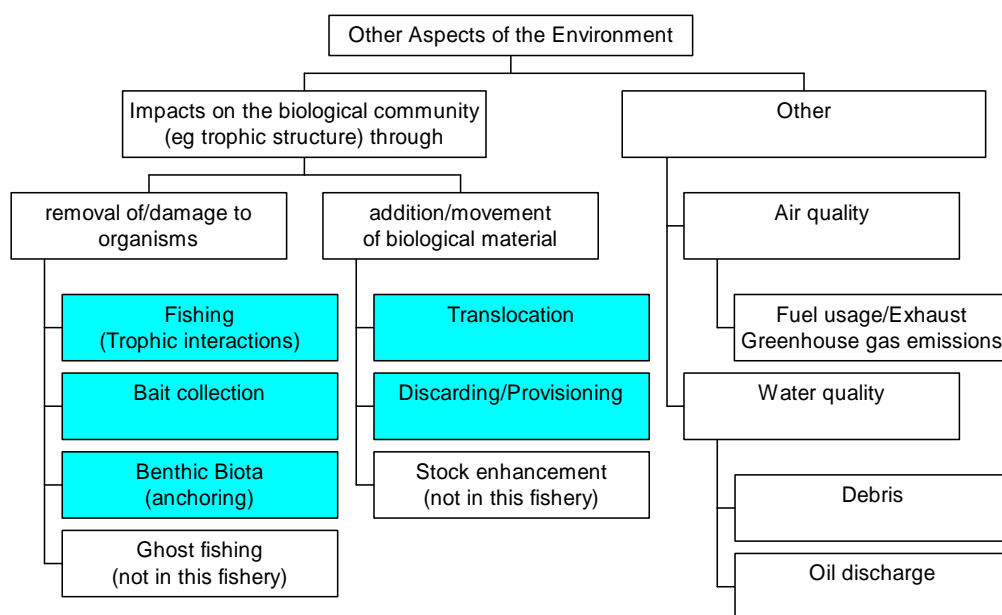 Other Aspects of the Environment
Impacts on the biological community
(eg trophic structure) through
Other
removal of/damage to
organisms
addition/movement
of biological material
Air quality
Fishing
(Trophic interactions)
Translocation
Fuel usage/Exhaust
Greenhouse gas emissions
Bait collection
Discarding/Provisioning
Water quality
Benthic Biota
(anchoring)
Stock enhancement
(not in this fishery)
Debris
Ghost fishing
(not in this fishery)
Oil discharge